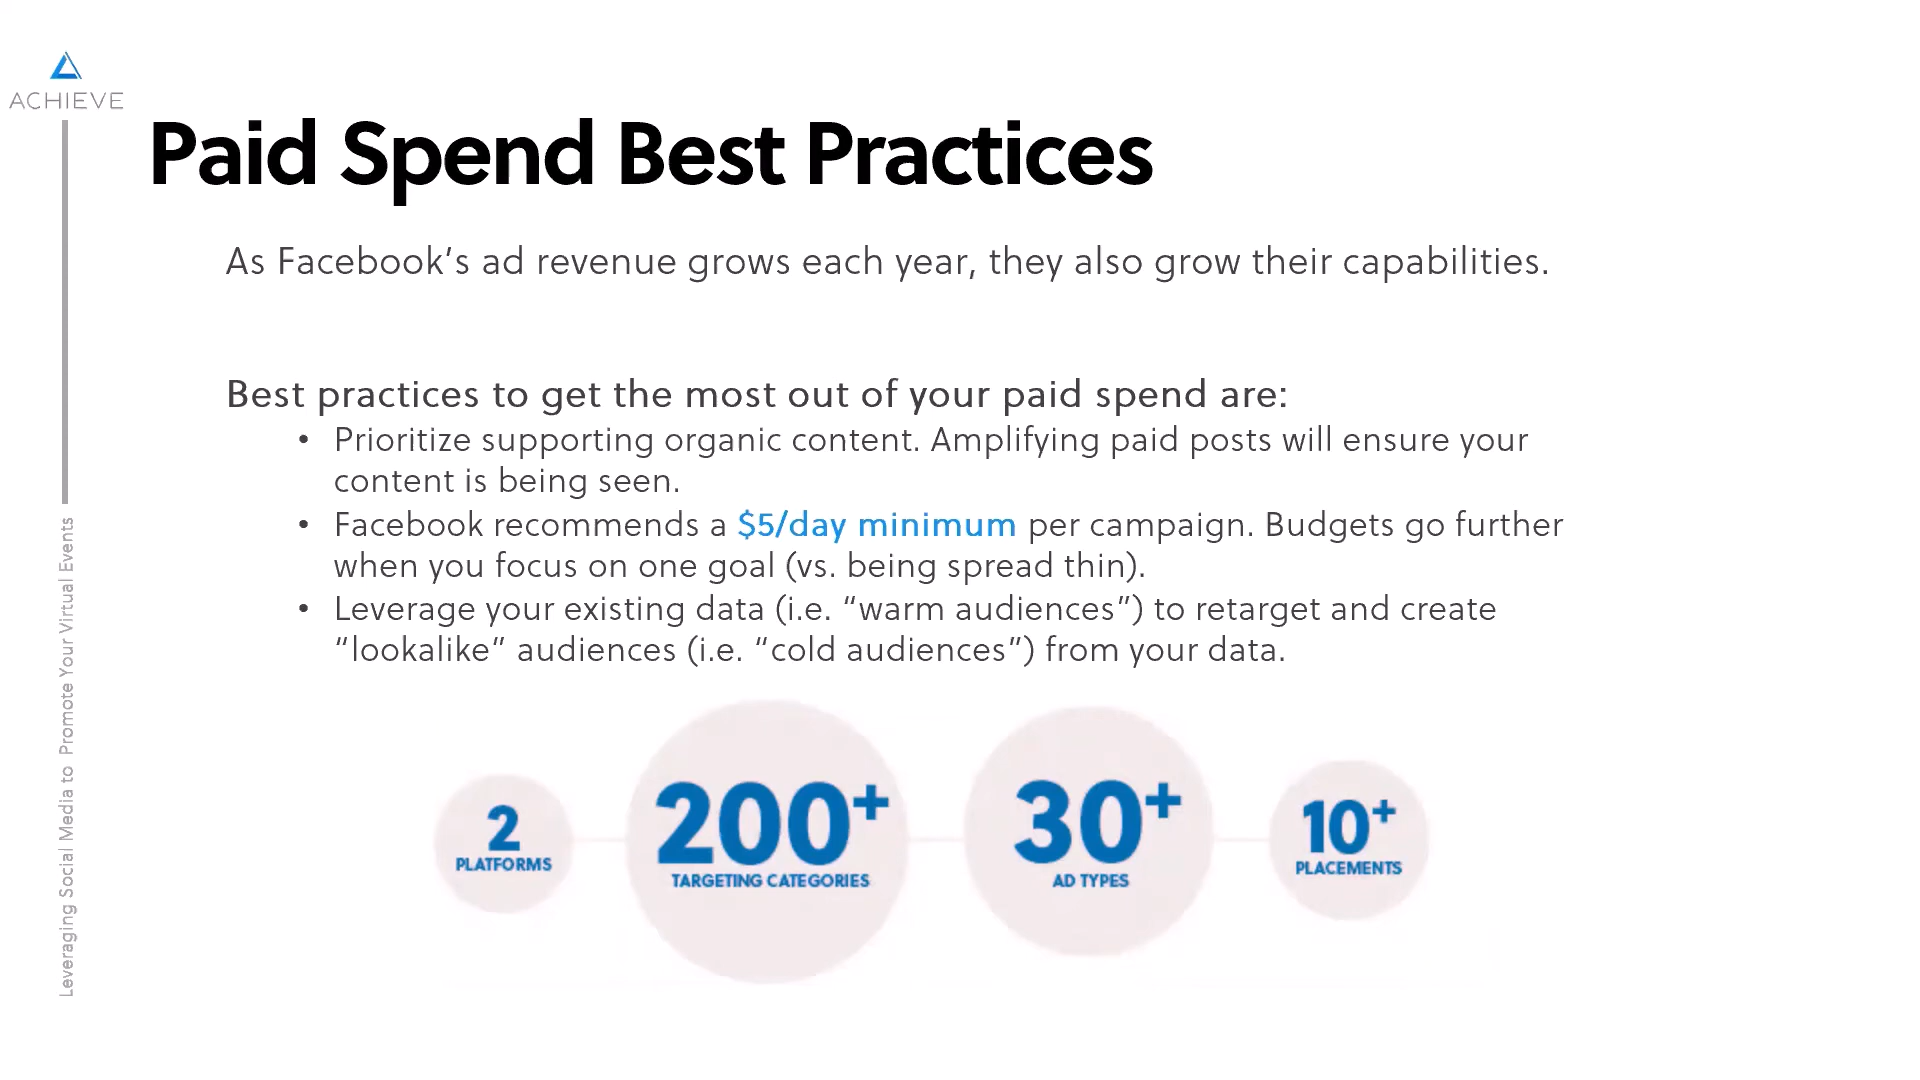 ACHIEVE
Paid Spend Best Practices
As Facebook’s ad revenue grows each year, they also grow their capabilities.
Best practices to get the most out of your paid spend are:
• Prioritize supporting organic content. Amplifying paid posts will ensure your
content is being seen.
• Facebook recommends a $5/day minimum per campaign. Budgets go further
when you focus on one goal (vs. being spread thin).
• Leverage your existing data (i.e. “warm audiences”) to retarget and create
“lookalike” audiences (i.e. “cold audiences”) from your data.
2
PLATFORMS
200+
TARGETING CATEGORIES
30+
AD TYPES
10+
PLACEMENTS
Leveraging Social Media to Promote Your Virtual Events